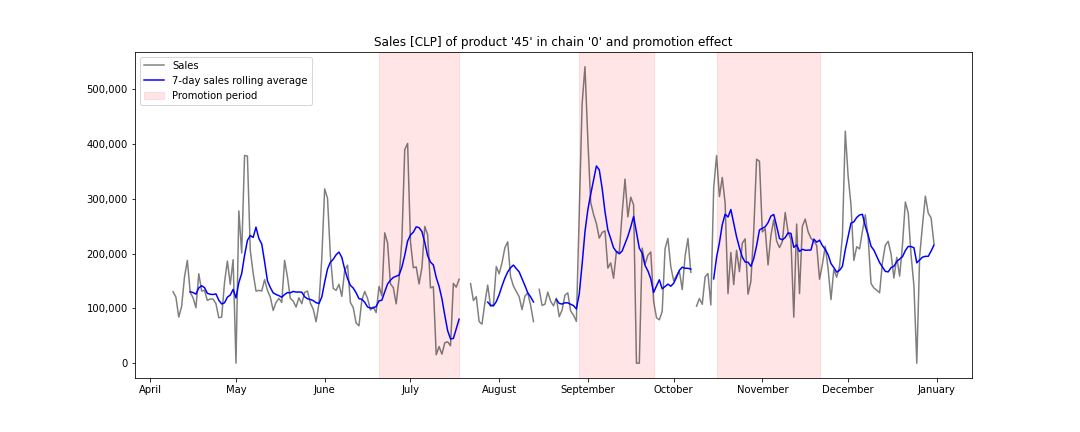 Sales [CLP] of product '45' in chain '0' and promotion effect
Sales
7-day sales rolling average
Promotion period
500,000
400,000
300,000
200,000
100,000
0
April May June July August September October November December January